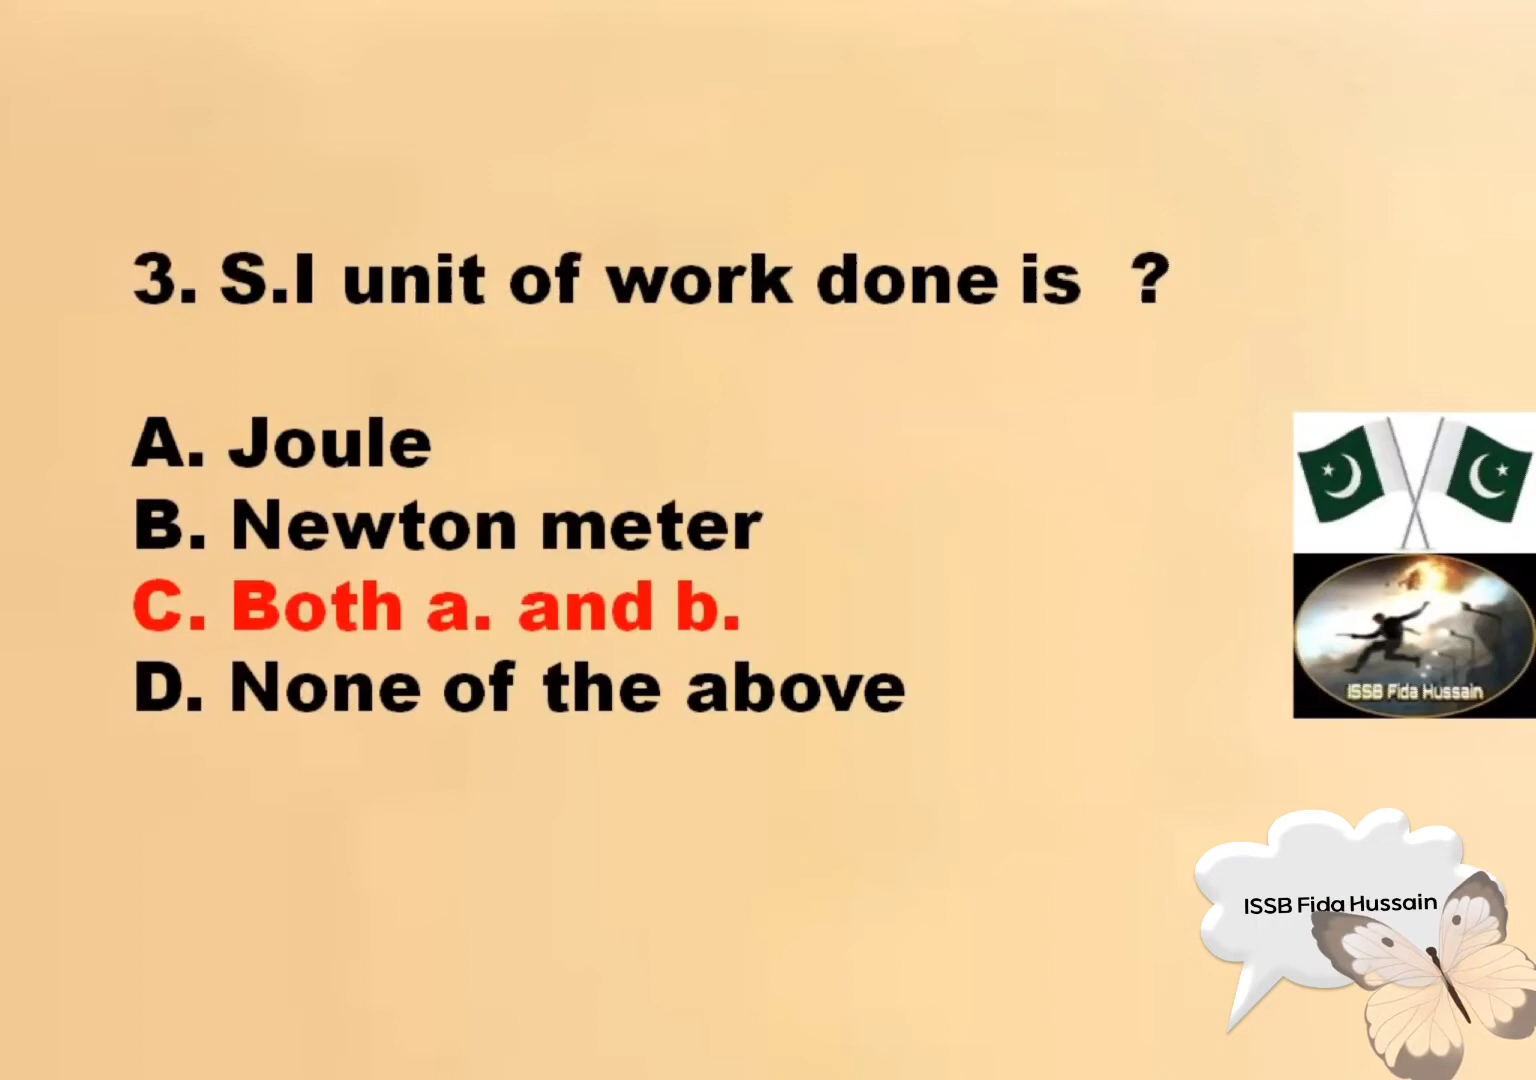 3. S.I unit of work done is ?
A. Joule
B. Newton meter
C. Both a. and b.
D. None of the above
ISSB Fida Hussain
ISSB Fida Hussain